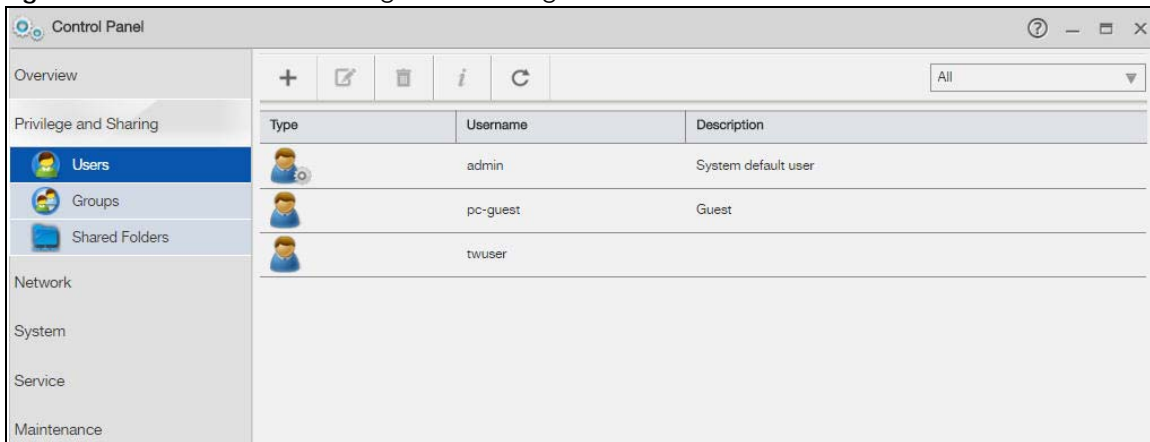 Control Panel
Overview
All
Privilege and Sharing
Type Username Description
Users
admin System default user
Groups
pc-guest Guest
Shared Folders
twuser
Network
System
Service
Maintenance